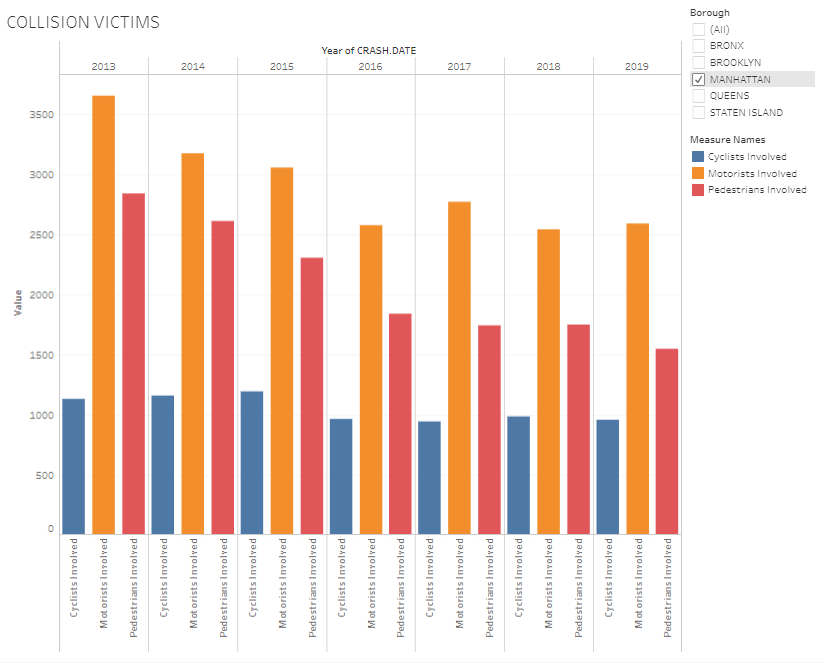 COLLISION VICTIMS
Year of CRASH.DATE
2013 2014 2015 2016 2017 2018 2019
Value
3500
3000
2500
2000
1500
1000
500
0
Cyclists Involved
Motorists Involved
Pedestrians Involved
Cyclists Involved
Motorists Involved
Pedestrians Involved
Cyclists Involved
Motorists Involved
Pedestrians Involved
Cyclists Involved
Motorists Involved
Pedestrians Involved
Cyclists Involved
Motorists Involved
Pedestrians Involved
Cyclists Involved
Motorists Involved
Pedestrians Involved
Cyclists Involved
Motorists Involved
Pedestrians Involved
Borough
(All)
BRONX
BROOKLYN
MANHATTAN
QUEENS
STATEN ISLAND
Measure Names
Cyclists Involved
Motorists Involved
Pedestrians Involved